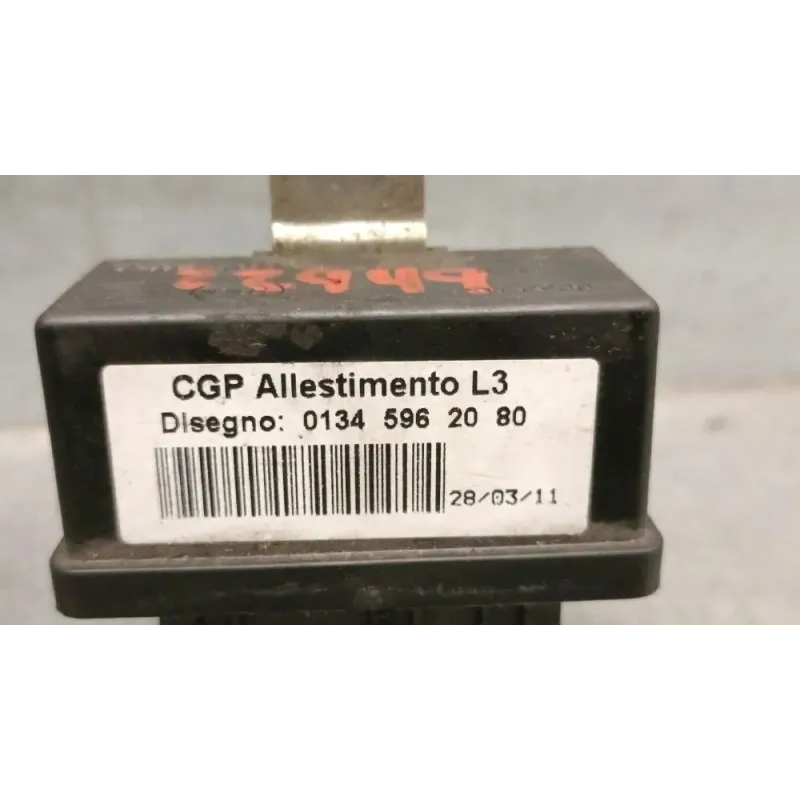 CGP Allestimento L3
Disegno: 0134 596 20 80
28/03/11